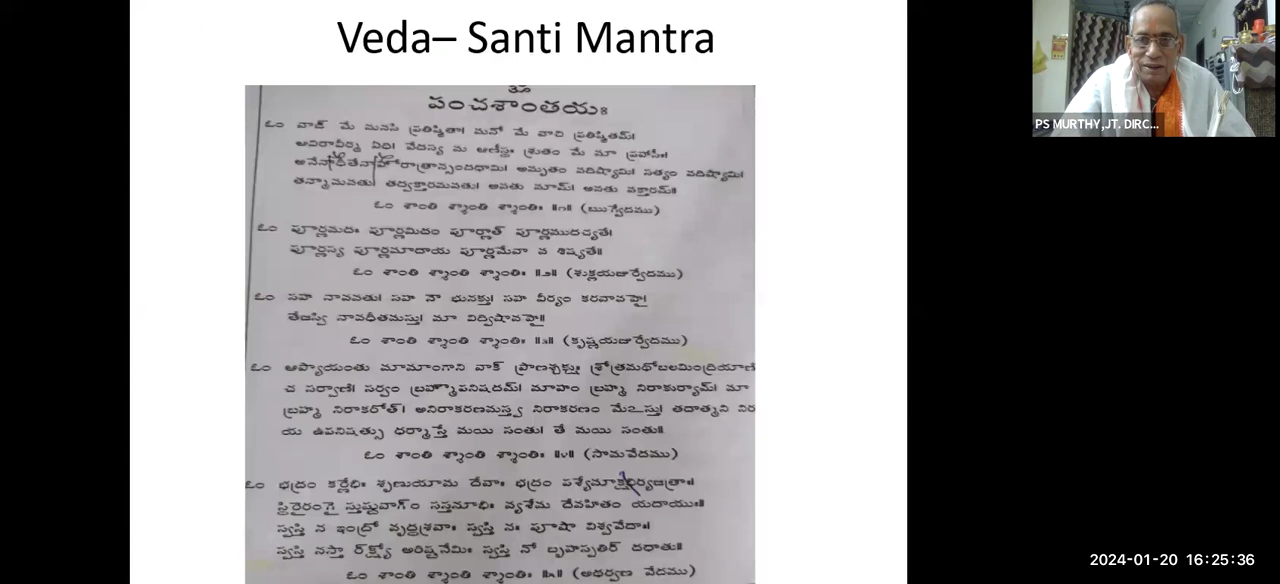 Veda– Santi Mantra
ఓం
పంచశాంతయః
ఓం వాఙ్ మే మనసి ప్రతిష్ఠితా। మనో మే వాచి ప్రతిష్ఠితమ్।
ఆవిరావీర్మ ఏధి। వేదస్య మ ఆణీస్థః శ్రుతం మే మా ప్రహాసీః।
అనేనాధీతేనాహోరాత్రాన్సందధామి। అమృతం వదిష్యామి। సత్యం వదిష్యామి।
తన్మామవతు। తద్వక్తారమవతు। అవతు మామ్। అవతు వక్తారమ్॥
ఓం శాంతి శ్శాంతి శ్శాంతిః ॥౧॥ (ఋగ్వేదము)
ఓం పూర్ణమదః పూర్ణమిదం పూర్ణాత్ పూర్ణముదచ్యతే।
పూర్ణస్య పూర్ణమాదాయ పూర్ణమేవా వ శిష్యతే॥
ఓం శాంతి శ్శాంతి శ్శాంతిః ॥౨॥ (శుక్లయజుర్వేదము)
ఓం సహ నావవతు। సహ నౌ భునక్తు। సహ వీర్యం కరవావహై।
తేజస్వి నావధీతమస్తు। మా విద్విషావహై॥
ఓం శాంతి శ్శాంతి శ్శాంతిః ॥౩॥ (కృష్ణయజుర్వేదము)
ఓం ఆప్యాయంతు మామాంగాని వాక్ ప్రాణశ్చక్షుః శ్రోత్రమథోబలమింద్రియాణి
చ సర్వాణి। సర్వం బ్రహ్మౌపనిషదమ్। మాహం బ్రహ్మ నిరాకుర్యామ్। మా
బ్రహ్మ నిరాకరోత్। అనిరాకరణమస్త్వ నిరాకరణం మేఽస్తు। తదాత్మని నిర
య ఉపనిషత్సు ధర్మాస్తే మయి సంతు। తే మయి సంతు॥
ఓం శాంతి శ్శాంతి శ్శాంతిః ॥౪॥ (సామవేదము)
ఓం భద్రం కర్ణేభిః శృణుయామ దేవాః భద్రం పశ్యేమాక్షభిర్యజత్రాః॥
స్థిరైరంగై స్తుష్టువాగ్ం సస్తనూభిః వ్యశేమ దేవహితం యదాయుః॥
స్వస్తి న ఇంద్రో వృద్ధశ్రవాః స్వస్తి నః పూషా విశ్వవేదాః॥
స్వస్తి నస్తా ర్‌క్ష్యో అరిష్టనేమిః స్వస్తి నో బృహస్పతిర్ దధాతు॥
ఓం శాంతి శ్శాంతి శ్శాంతిః ॥౫॥ (అథర్వణ వేదము)
PS MURTHY,JT. DIRC...
2024-01-20 16:25:36